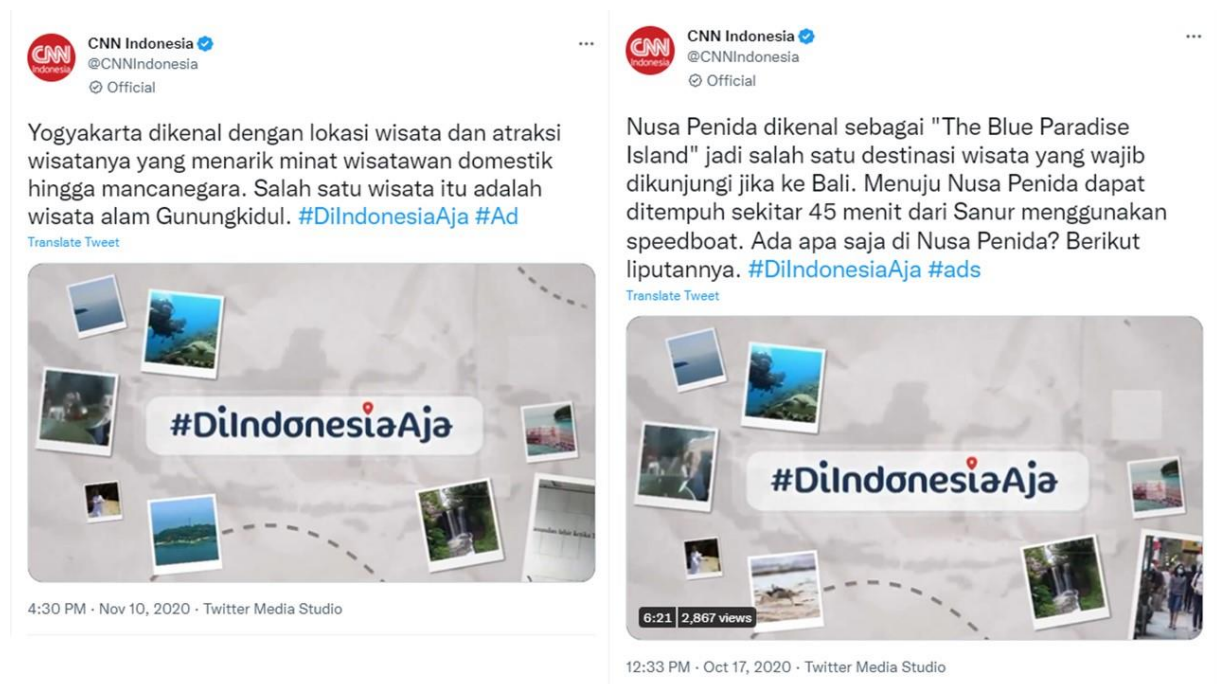 CNN Indonesia
@CNNIndonesia
Official
Yogyakarta dikenal dengan lokasi wisata dan atraksi
wisatanya yang menarik minat wisatawan domestik
hingga mancanegara. Salah satu wisata itu adalah
wisata alam Gunungkidul. #DiIndonesiaAja #Ad
Translate Tweet
#DiIndonesiaAja
4:30 PM · Nov 10, 2020 · Twitter Media Studio
CNN Indonesia
@CNNIndonesia
Official
Nusa Penida dikenal sebagai "The Blue Paradise
Island" jadi salah satu destinasi wisata yang wajib
dikunjungi jika ke Bali. Menuju Nusa Penida dapat
ditempuh sekitar 45 menit dari Sanur menggunakan
speedboat. Ada apa saja di Nusa Penida? Berikut
liputannya. #DiIndonesiaAja #ads
Translate Tweet
#DiIndonesiaAja
6:21 2,867 views
12:33 PM · Oct 17, 2020 · Twitter Media Studio